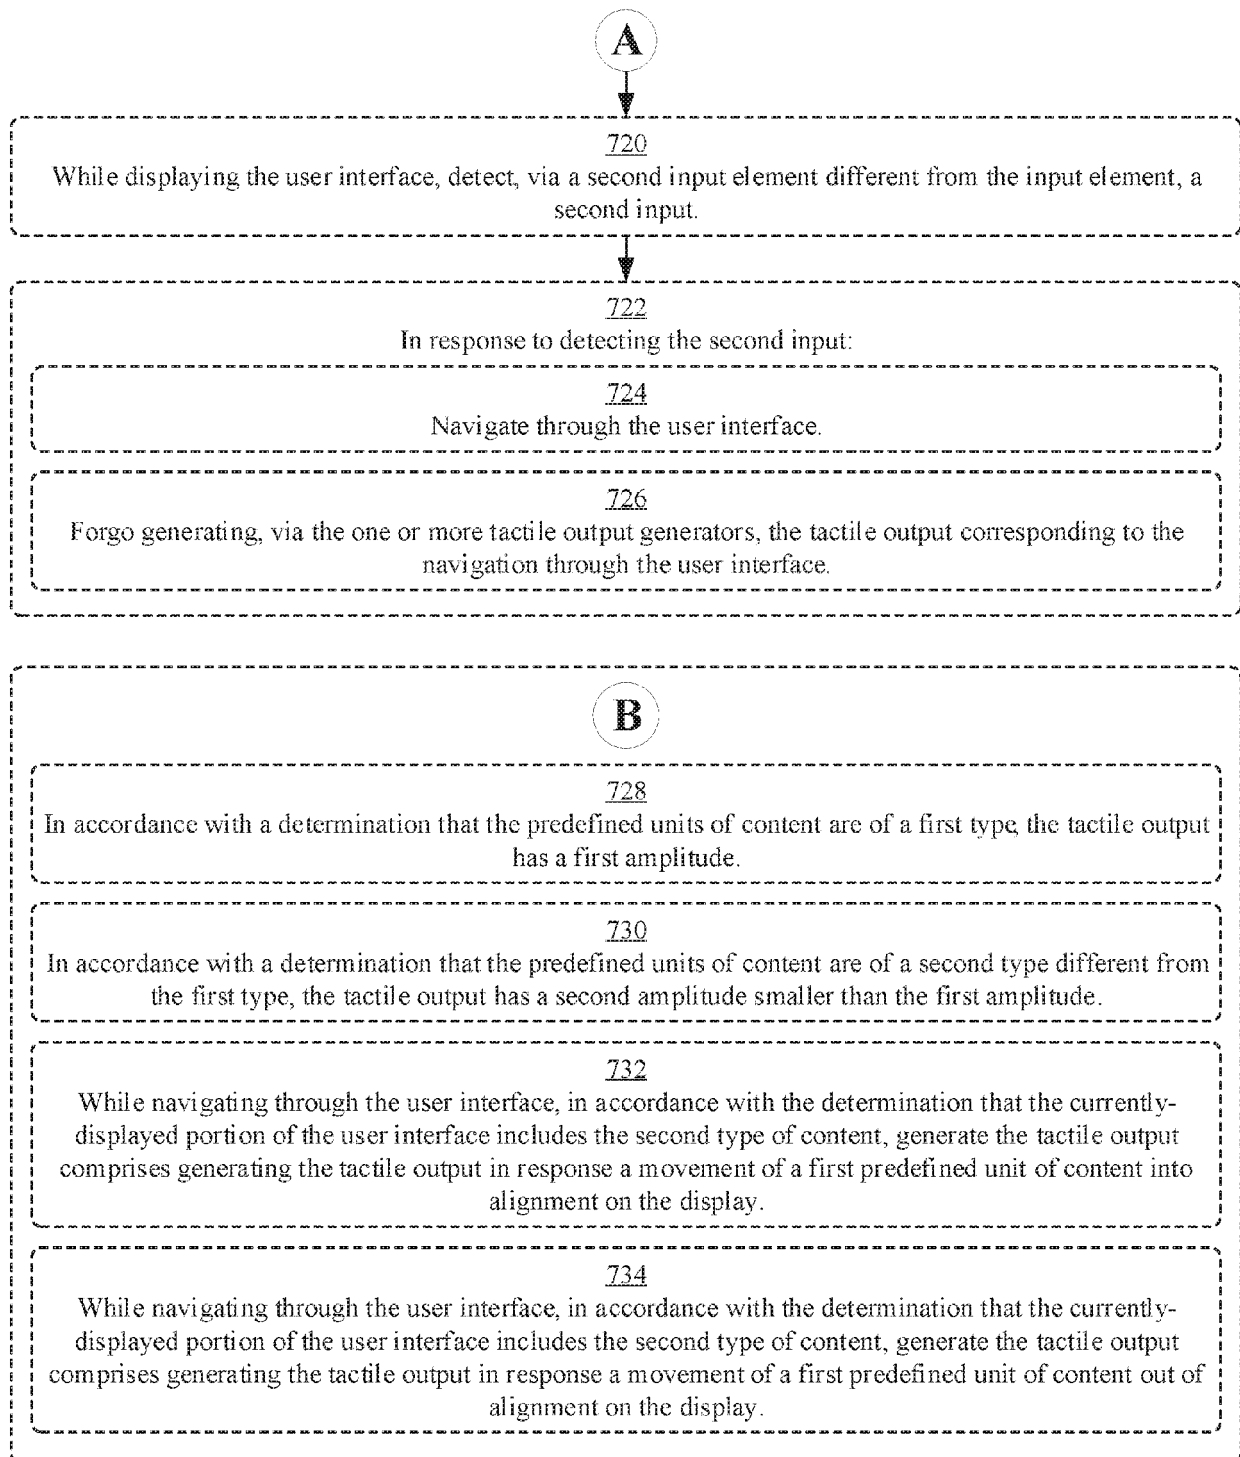 A
720
While displaying the user interface, detect, via a second input element different from the input element, a
second input.
722
In response to detecting the second input:
724
Navigate through the user interface.
726
Forgo generating, via the one or more tactile output generators, the tactile output corresponding to the
navigation through the user interface.
B
728
In accordance with a determination that the predefined units of content are of a first type, the tactile output
has a first amplitude.
730
In accordance with a determination that the predefined units of content are of a second type different from
the first type, the tactile output has a second amplitude smaller than the first amplitude.
732
While navigating through the user interface, in accordance with the determination that the currently-
displayed portion of the user interface includes the second type of content, generate the tactile output
comprises generating the tactile output in response a movement of a first predefined unit of content into
alignment on the display.
734
While navigating through the user interface, in accordance with the determination that the currently-
displayed portion of the user interface includes the second type of content, generate the tactile output
comprises generating the tactile output in response a movement of a first predefined unit of content out of
alignment on the display.